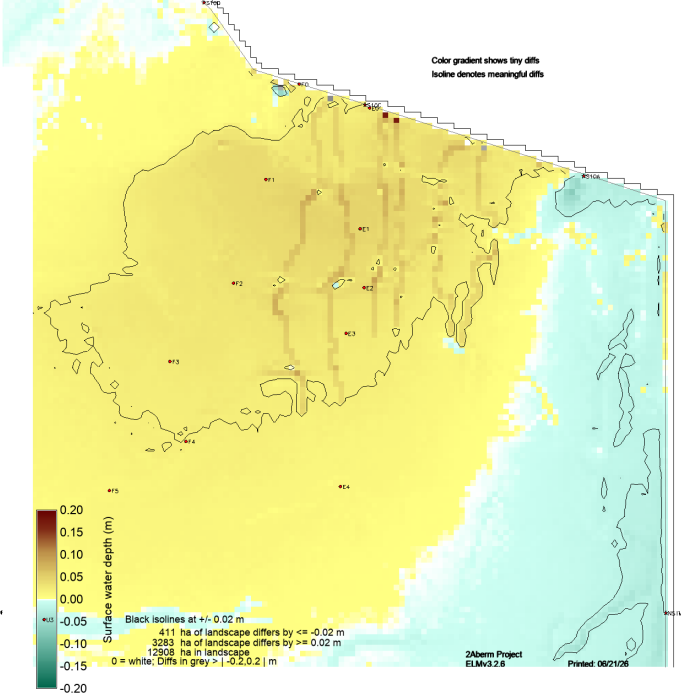 S10D
Color gradient shows tiny diffs
Isoline denotes meaningful diffs
F0
S10C
E0
S10A
F1
E1
F2
E2
E3
F3
F4
E4
F5
0.20
0.15
0.10
0.05
0.00
-0.05
-0.10
-0.15
-0.20
Surface water depth (m)
U3
Black isolines at +/- 0.02 m
411 ha of landscape differs by <= -0.02 m
3283 ha of landscape differs by >= 0.02 m
12908 ha in landscape
0 = white; Diffs in grey > | -0.2,0.2 | m
2Aberm Project
ELMv3.2.6
Printed: 06/21/26